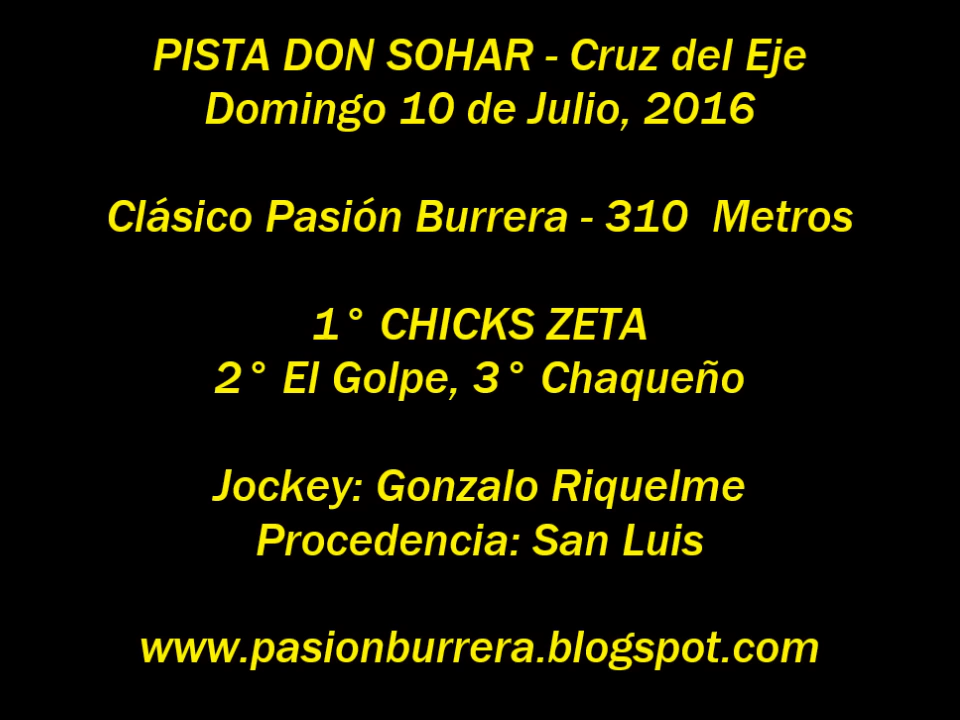 PISTA DON SOHAR - Cruz del Eje
Domingo 10 de Julio, 2016
Clásico Pasión Burrera - 310 Metros
1° CHICKS ZETA
2° El Golpe, 3° Chaqueño
Jockey: Gonzalo Riquelme
Procedencia: San Luis
www.pasionburrera.blogspot.com